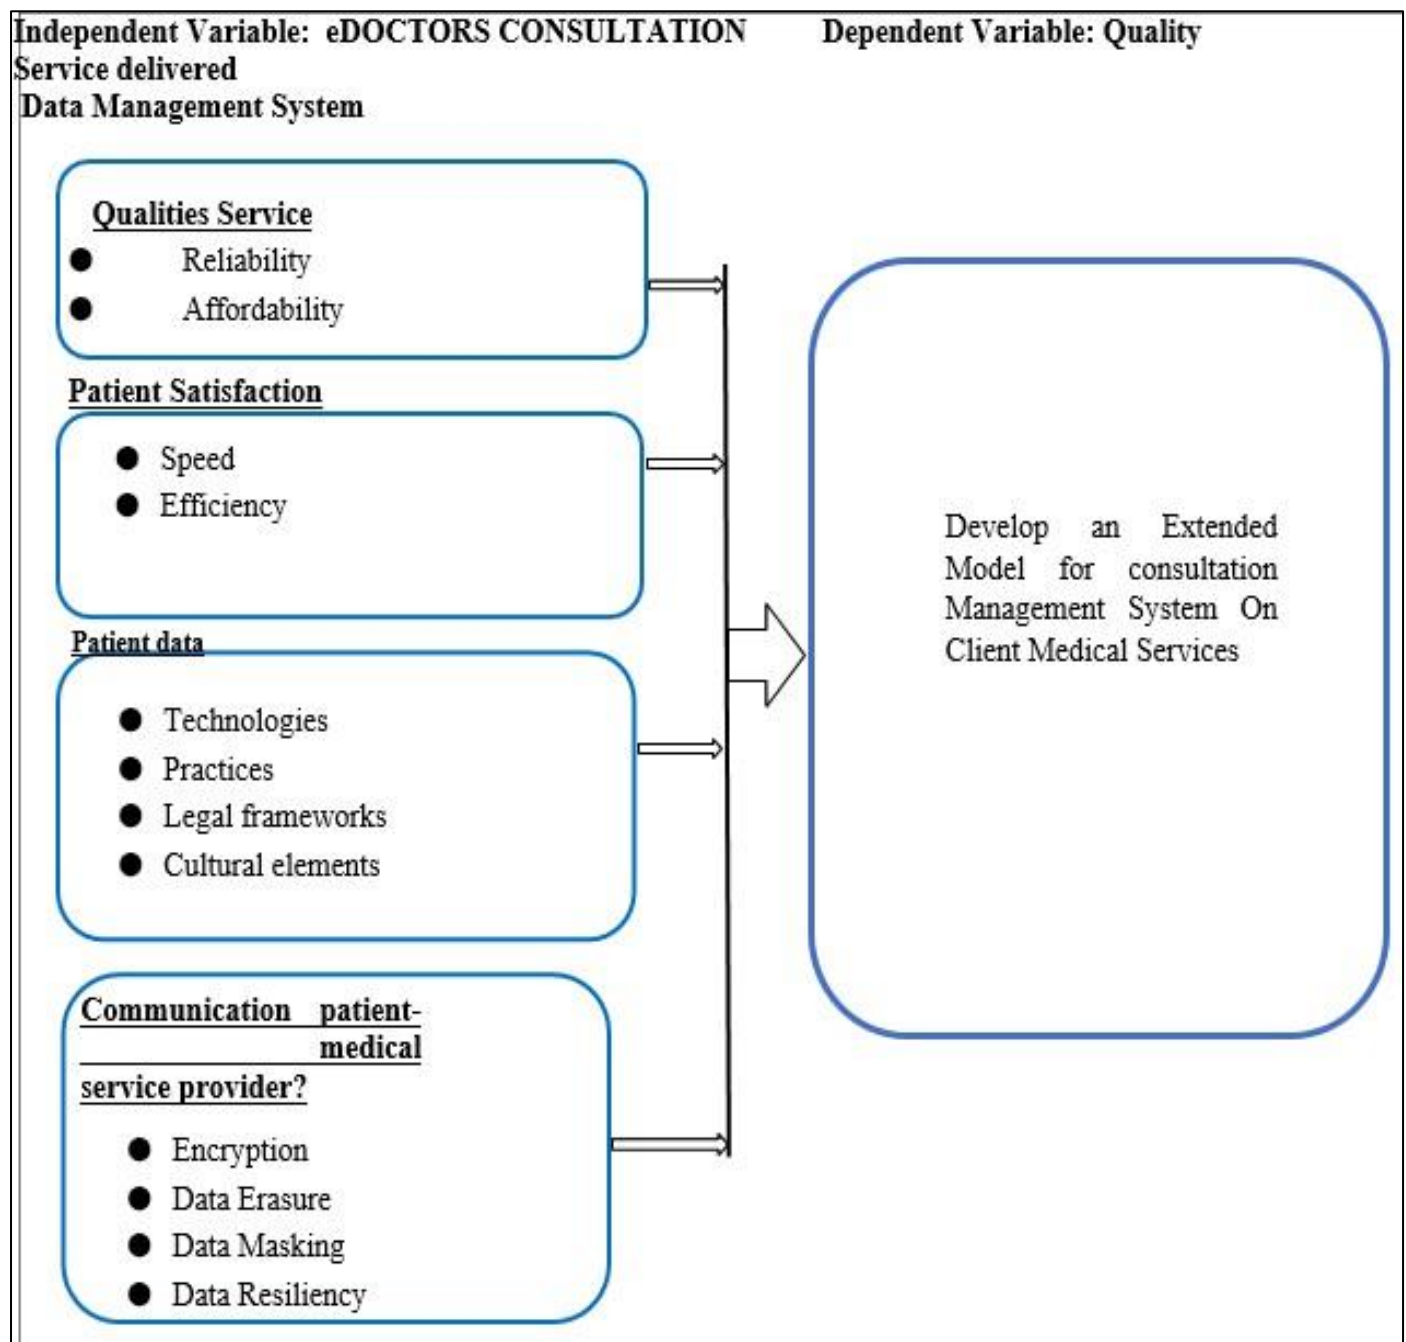 Independent Variable: eDOCTORS CONSULTATION Dependent Variable: Quality
Service delivered
Data Management System
Qualities Service
● Reliability
● Affordability
Patient Satisfaction
● Speed
● Efficiency
Patient data
● Technologies
● Practices
● Legal frameworks
● Cultural elements
Communication patient-
medical
service provider?
● Encryption
● Data Erasure
● Data Masking
● Data Resiliency
Develop an Extended
Model for consultation
Management System On
Client Medical Services